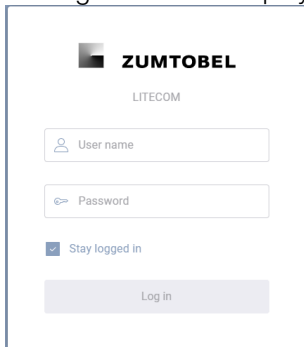 ZUMTOBEL
LITECOM
User name
Password
Stay logged in
Log in